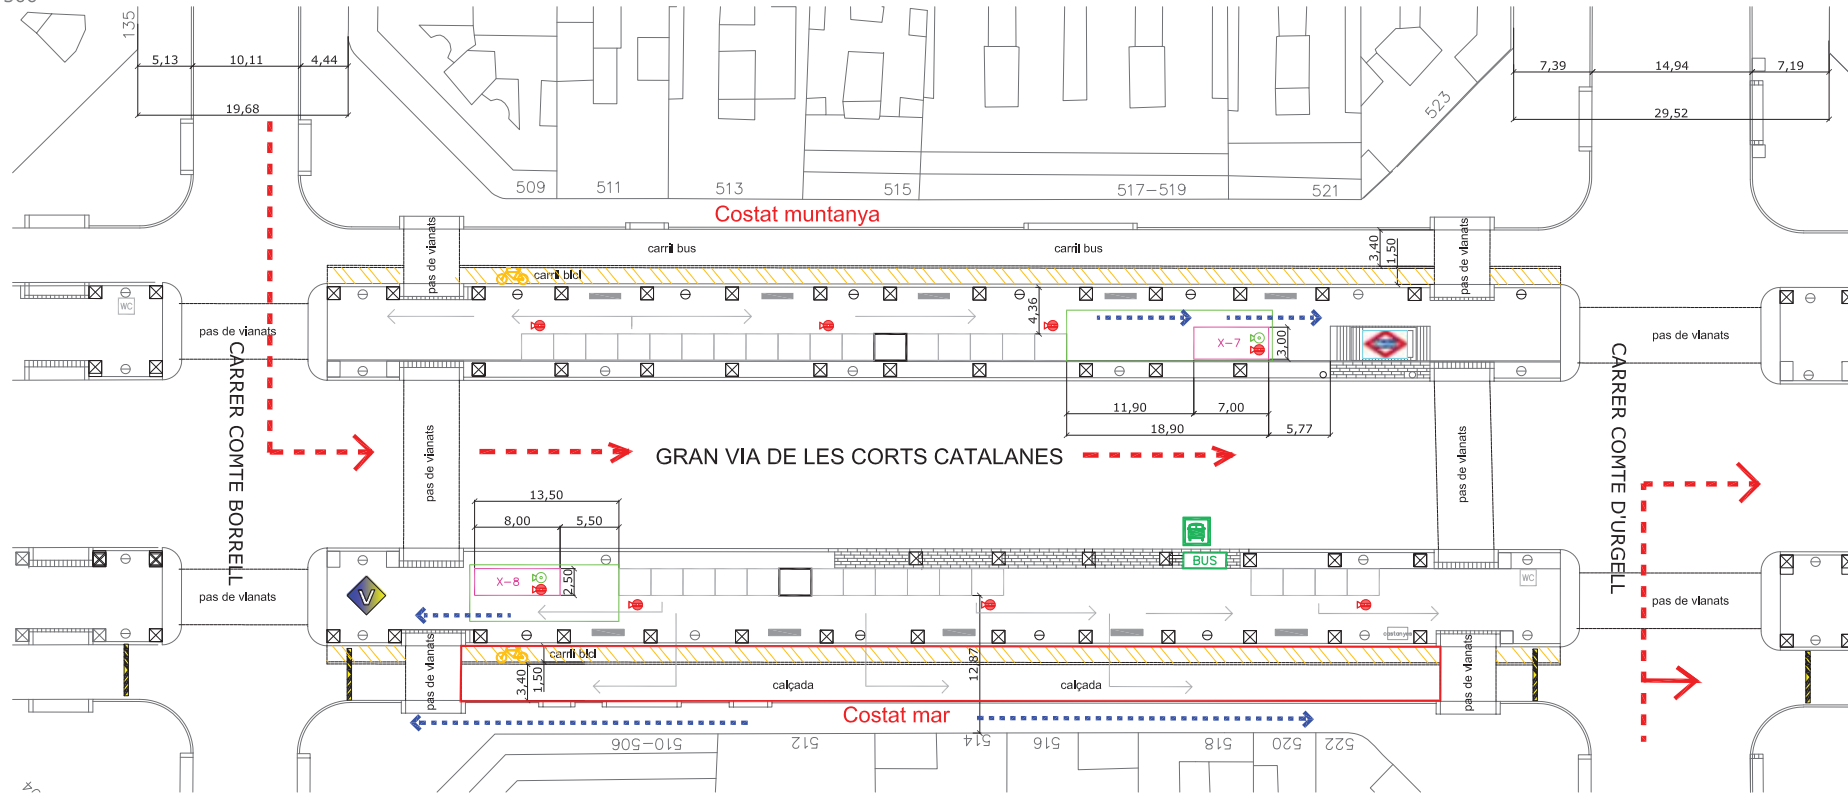 135
5,13
10,11
4,44
19,68
7,39
14,94
7,19
29,52
523
509
511
513
515
517-519
521
Costat muntanya
pas de vianats
carril bus
carril bus
3,40
1,50
pas de vianats
carril bici
WC
4,36
pas de vianats
X-7
3,00
pas de vianats
CARRER COMTE BORRELL
CARRER COMTE D'URGELL
11,90
7,00
18,90
5,77
pas de vianats
GRAN VIA DE LES CORTS CATALANES
pas de vianats
13,50
8,00
5,50
BUS
X-8
2,50
WC
V
pas de vianats
pas de vianats
castanyes
pas de vianats
carril bici
3,40
1,50
12,87
calçada
calçada
pas de vianats
Costat mar
510-506
512
514
516
518
520
522